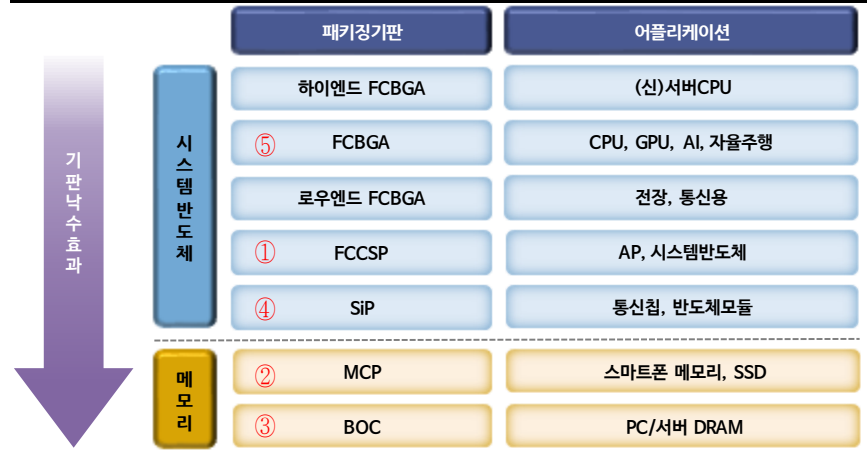 패키징기판 어플리케이션
기판낙수효과
시스템반도체
하이엔드 FCBGA (신)서버CPU
⑤ FCBGA CPU, GPU, AI, 자율주행
로우엔드 FCBGA 전장, 통신용
① FCCSP AP, 시스템반도체
④ SiP 통신칩, 반도체모듈
메모리
② MCP 스마트폰 메모리, SSD
③ BOC PC/서버 DRAM